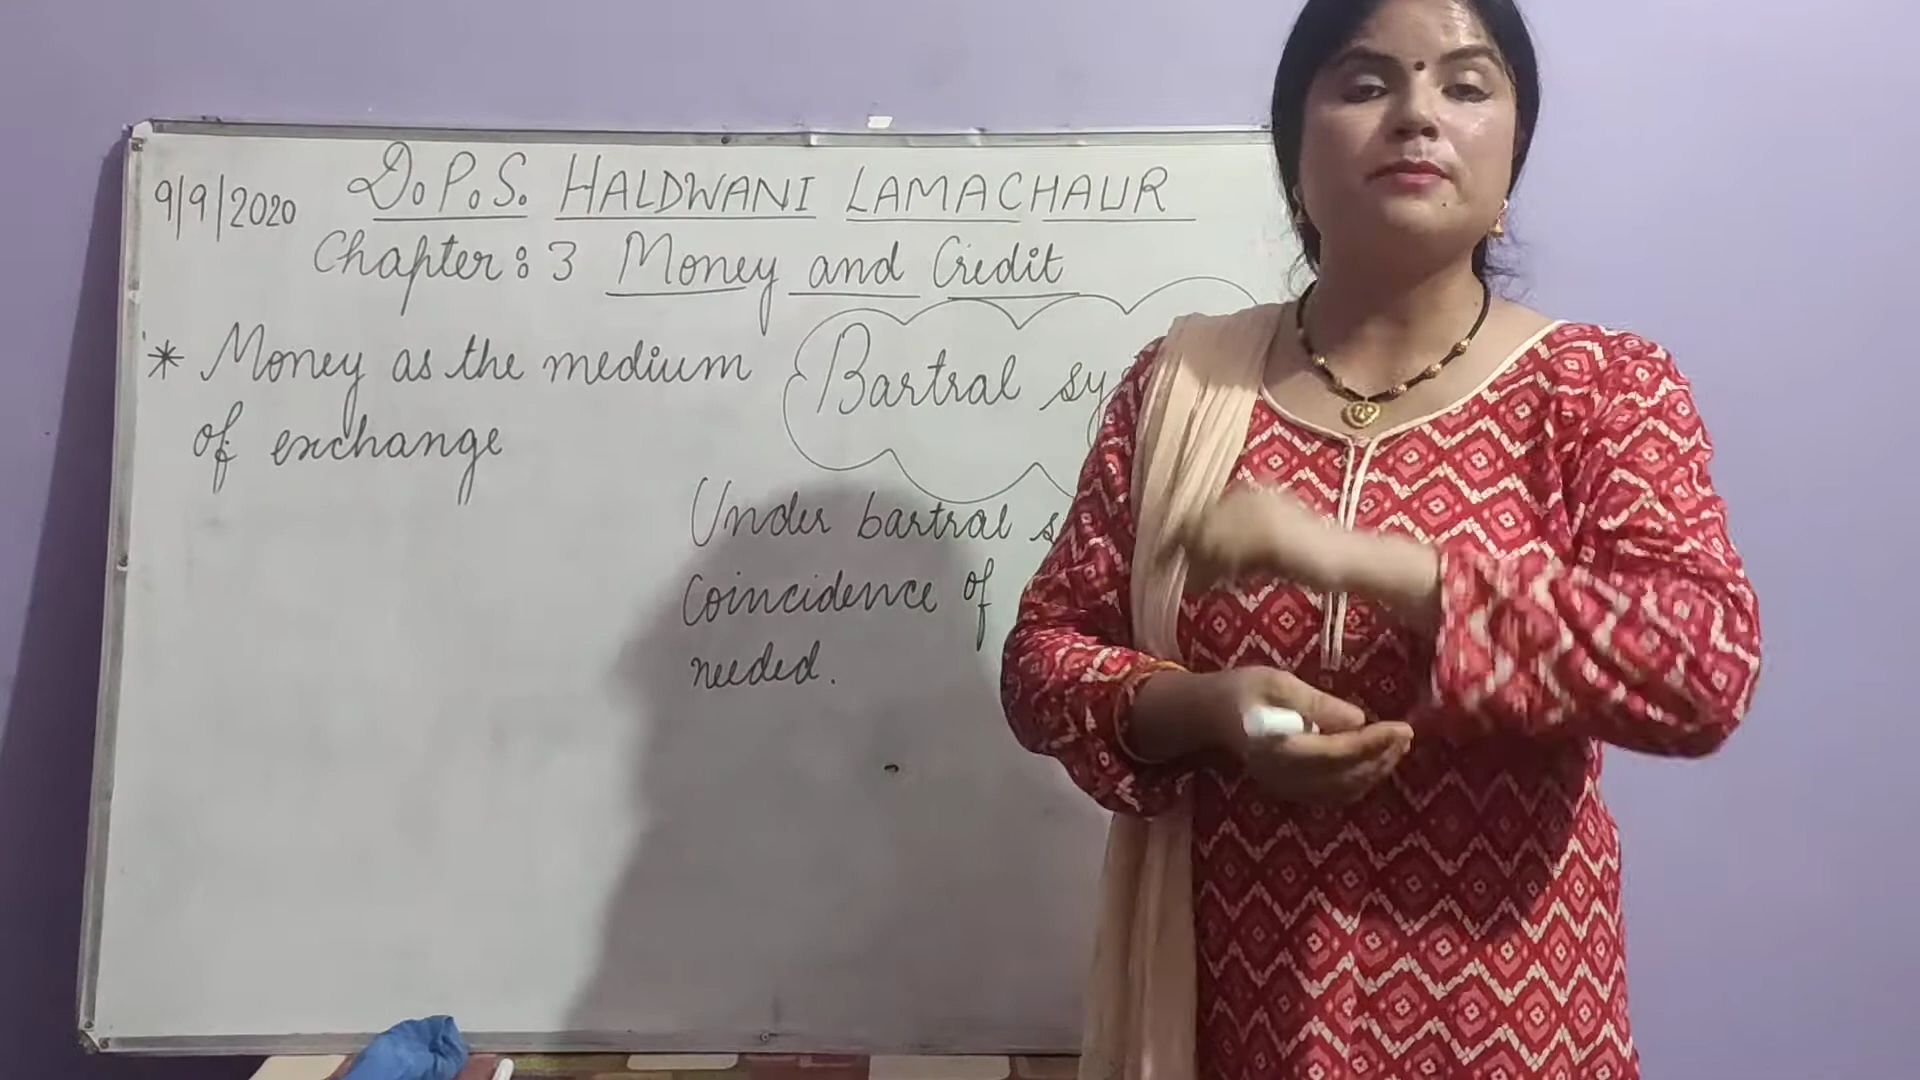 9/9/2020 D.P.S. HALDWANI LAMACHAUR
Chapter: 3 Money and Credit
* Money as the medium
of exchange
Bartral
Under bartral
Coincidence of
needed.